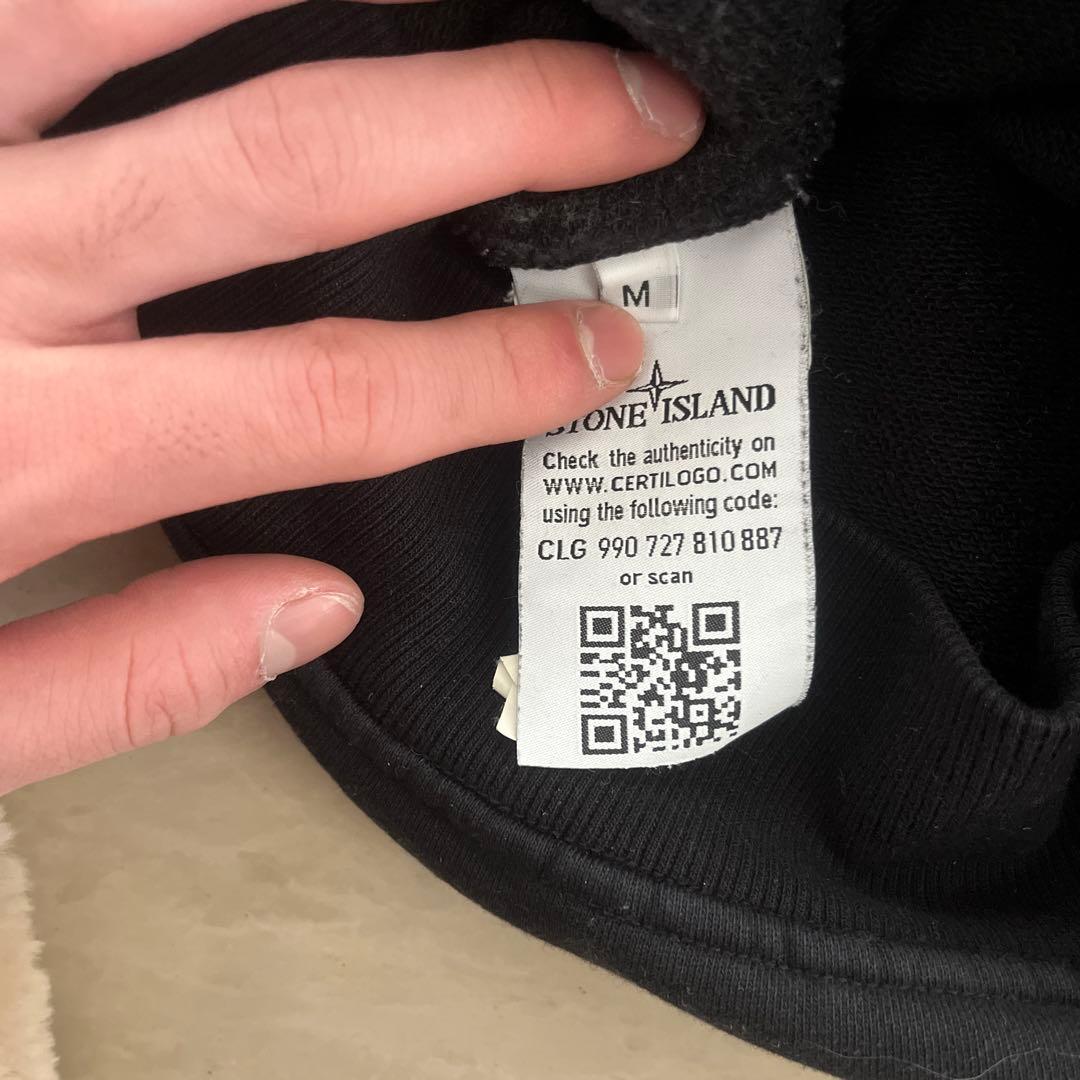 M
STONE ISLAND
Check the authenticity on
WWW.CERTILOGO.COM
using the following code:
CLG 990 727 810 887
or scan